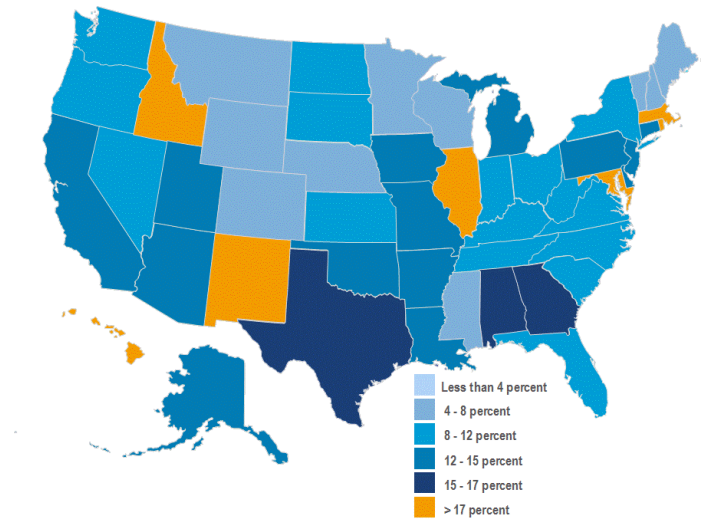 Less than 4 percent
4 - 8 percent
8 - 12 percent
12 - 15 percent
15 - 17 percent
> 17 percent